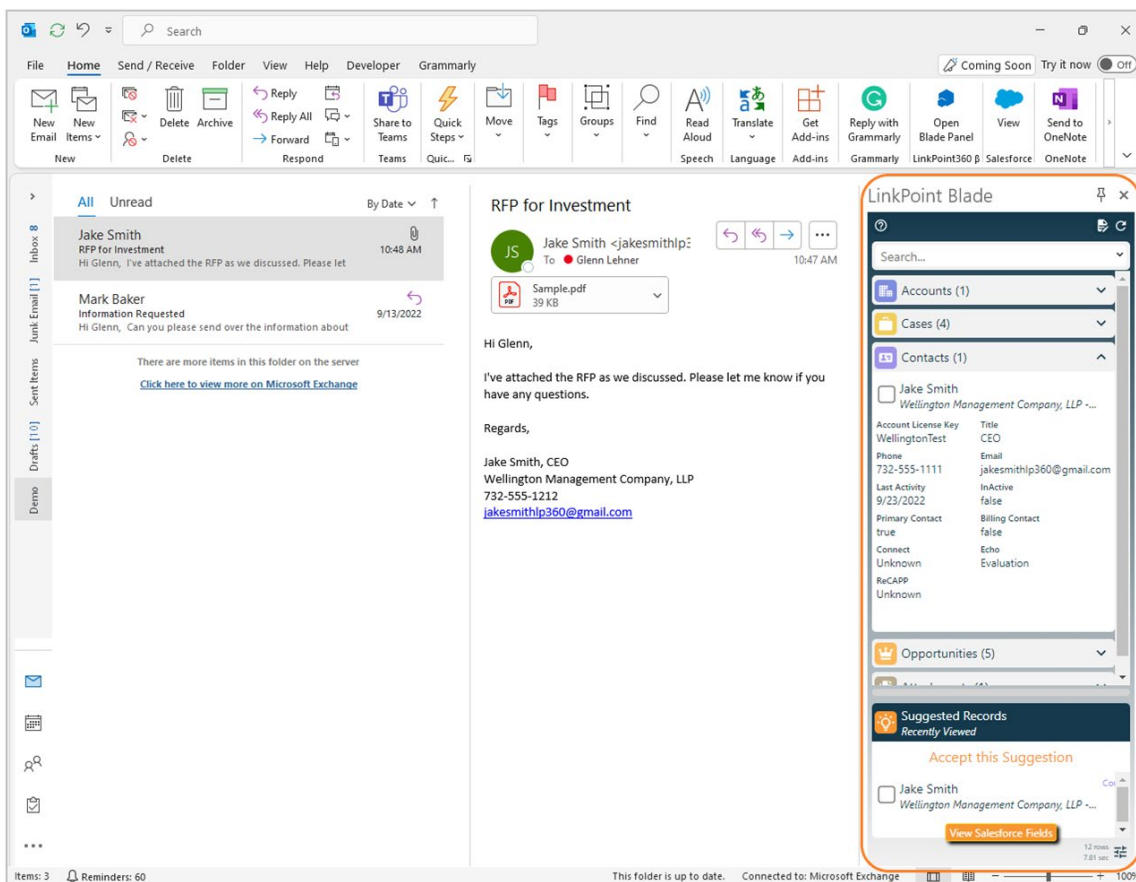 Search
File Home Send / Receive Folder View Help Developer Grammarly
Coming Soon Try it now Off
New Email
New Items
Delete
Archive
Reply
Reply All
Forward
Share to Teams
Quick Steps
Move
Tags
Groups
Find
Read Aloud
Translate
Get Add-ins
Reply with Grammarly
Open Blade Panel
View
Send to OneNote
New Delete Respond Teams Quic... Speech Language Add-ins Grammarly LinkPoint360 β Salesforce OneNote
Inbox 8
Junk Email [1]
Sent Items
Drafts [10]
Demo
All Unread By Date
Jake Smith
RFP for Investment 10:48 AM
Hi Glenn, I've attached the RFP as we discussed. Please let
Mark Baker
Information Requested 9/13/2022
Hi Glenn, Can you please send over the information about
There are more items in this folder on the server
Click here to view more on Microsoft Exchange
RFP for Investment
JS
Jake Smith <jakesmithlp3
To Glenn Lehner
10:47 AM
PDF
Sample.pdf
39 KB
Hi Glenn,
I've attached the RFP as we discussed. Please let me know if you
have any questions.
Regards,
Jake Smith, CEO
Wellington Management Company, LLP
732-555-1212
jakesmithlp360@gmail.com
LinkPoint Blade
Search...
Accounts (1)
Cases (4)
Contacts (1)
Jake Smith
Wellington Management Company, LLP -...
Account License Key Title
WellingtonTest CEO
Phone Email
732-555-1111 jakesmithlp360@gmail.com
Last Activity InActive
9/23/2022 false
Primary Contact Billing Contact
true false
Connect Echo
Unknown Evaluation
ReCAPP
Unknown
Opportunities (5)
Suggested Records
Recently Viewed
Accept this Suggestion
Jake Smith
Wellington Management Company, LLP -...
View Salesforce Fields
12 rows
7.81 sec
Items: 3 Reminders: 60 This folder is up to date. Connected to: Microsoft Exchange 100%